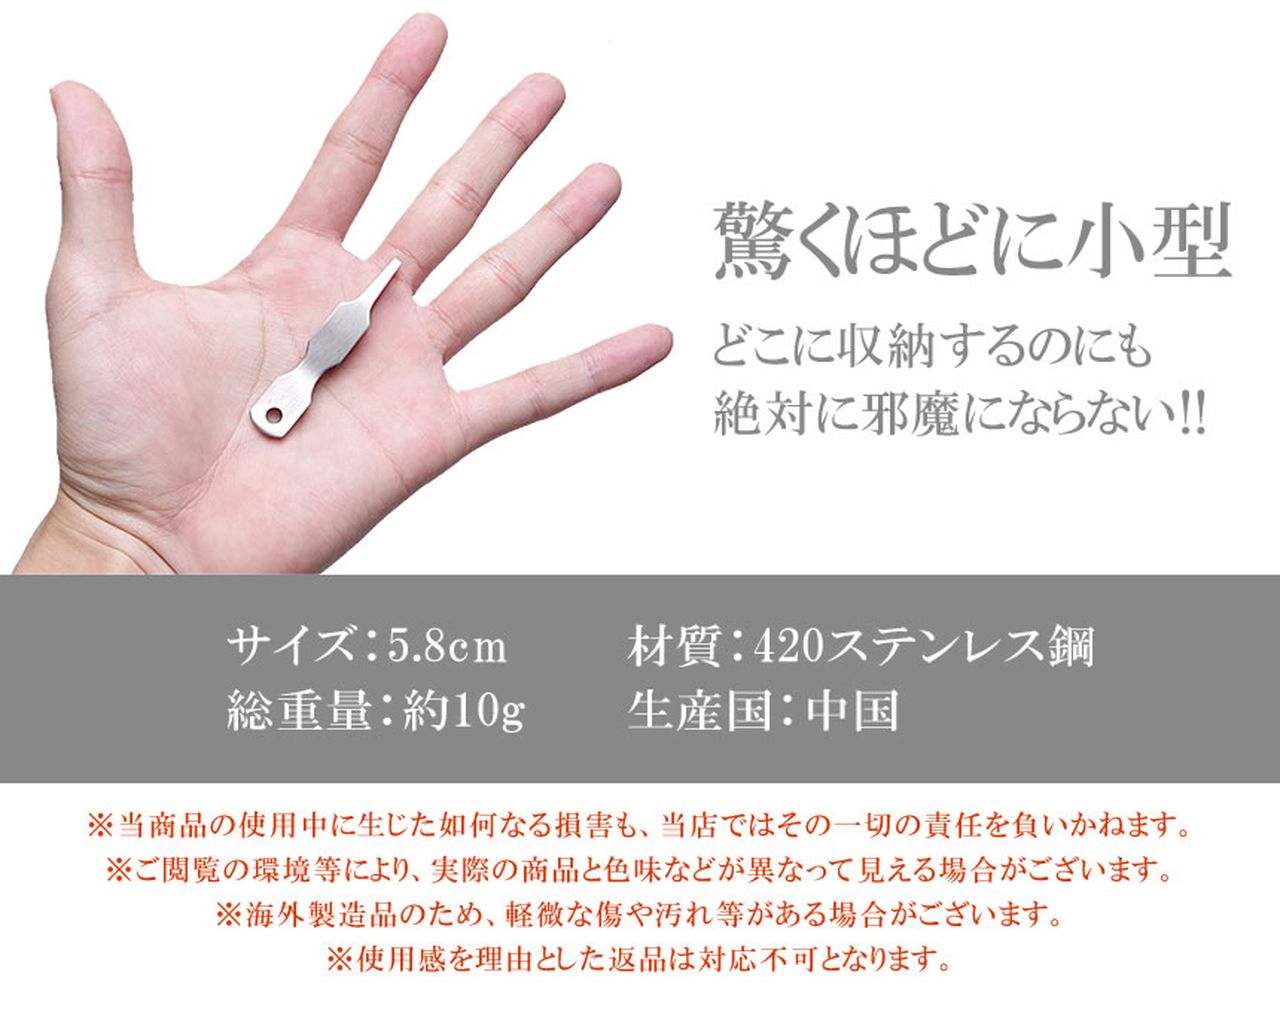 驚くほどに小型
どこに収納するのにも
絶対に邪魔にならない!!
サイズ：5.8cm
材質：420ステンレス鋼
総重量：約10g
生産国：中国
※当商品の使用中に生じた如何なる損害も、当店ではその一切の責任を負いかねます。
※ご閲覧の環境等により、実際の商品と色味などが異なって見える場合がございます。
※海外製造品のため、軽微な傷や汚れ等がある場合がございます。
※使用感を理由とした返品は対応不可となります。